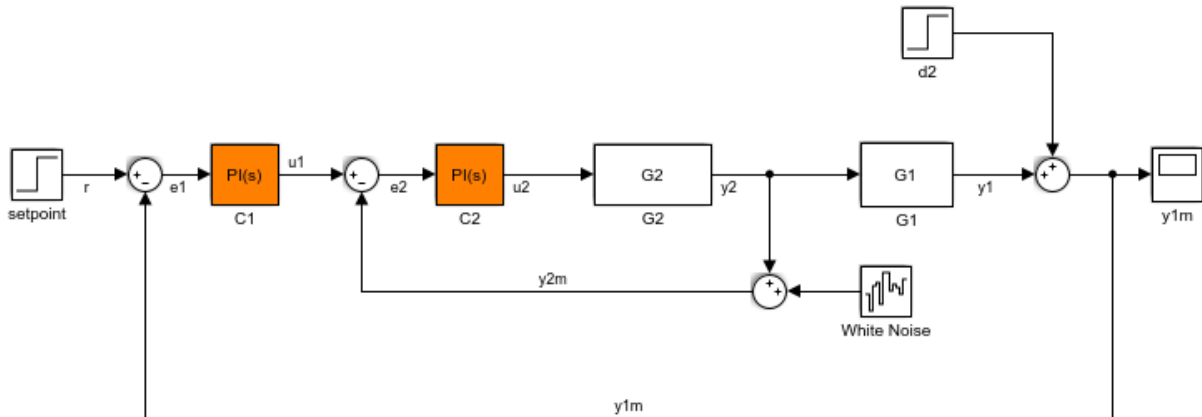 d2
r
setpoint
e1
PI(s)
C1
u1
e2
PI(s)
C2
u2
G2
G2
y2
G1
G1
y1
y1m
y2m
White Noise
y1m